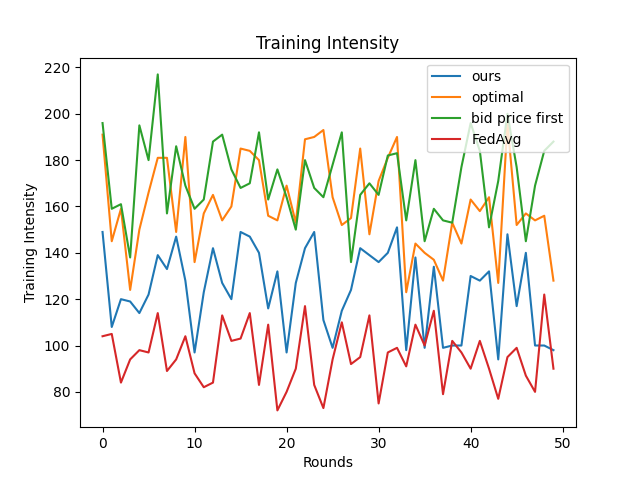 Training Intensity
220
200
180
160
140
120
100
80
Training Intensity
ours
optimal
bid price first
FedAvg
0
10
20
30
40
50
Rounds